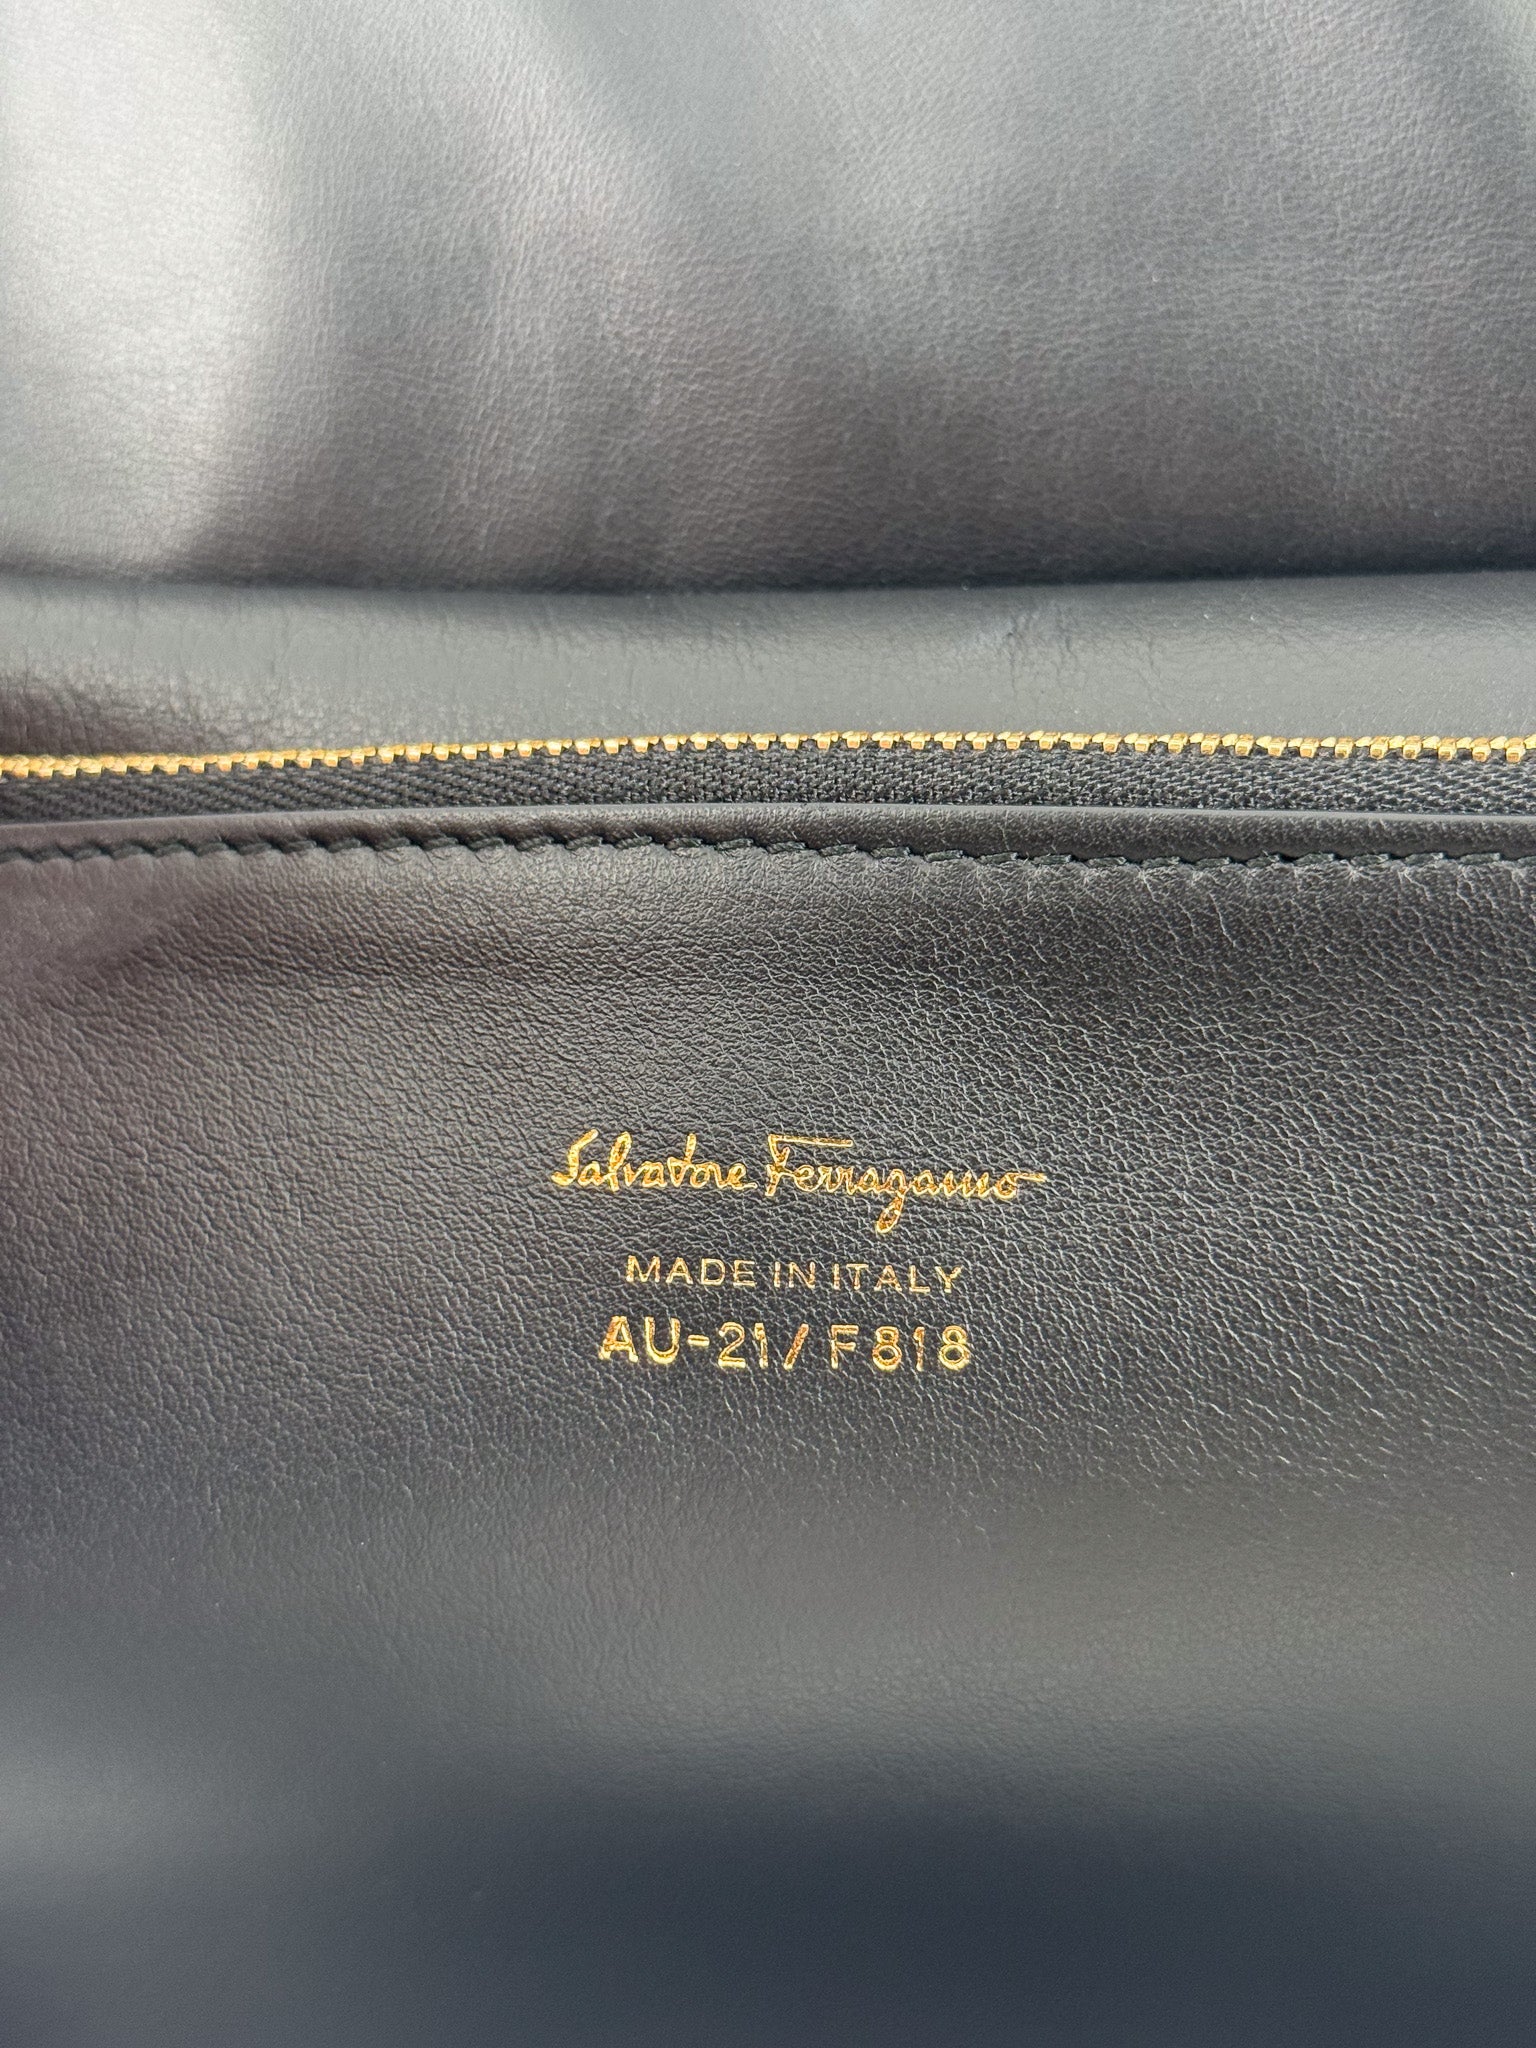 Salvatore Ferragamo
MADE IN ITALY
AU-21/F818